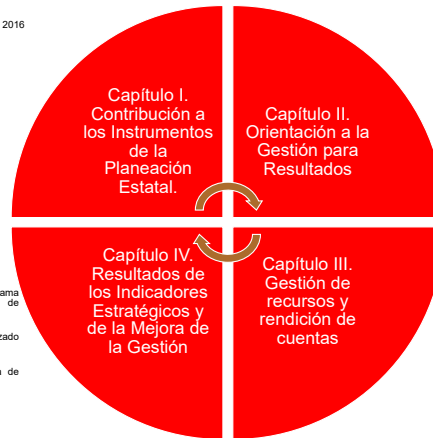 2016
Capítulo I.
Contribución a
los Instrumentos
de la
Planeación
Estatal.
Capítulo II.
Orientación a la
Gestión para
Resultados
Capítulo IV.
Resultados de
los Indicadores
Estratégicos y
de la Mejora de
la Gestión
Capítulo III.
Gestión de
recursos y
rendición de
cuentas
ama
de
zado
de